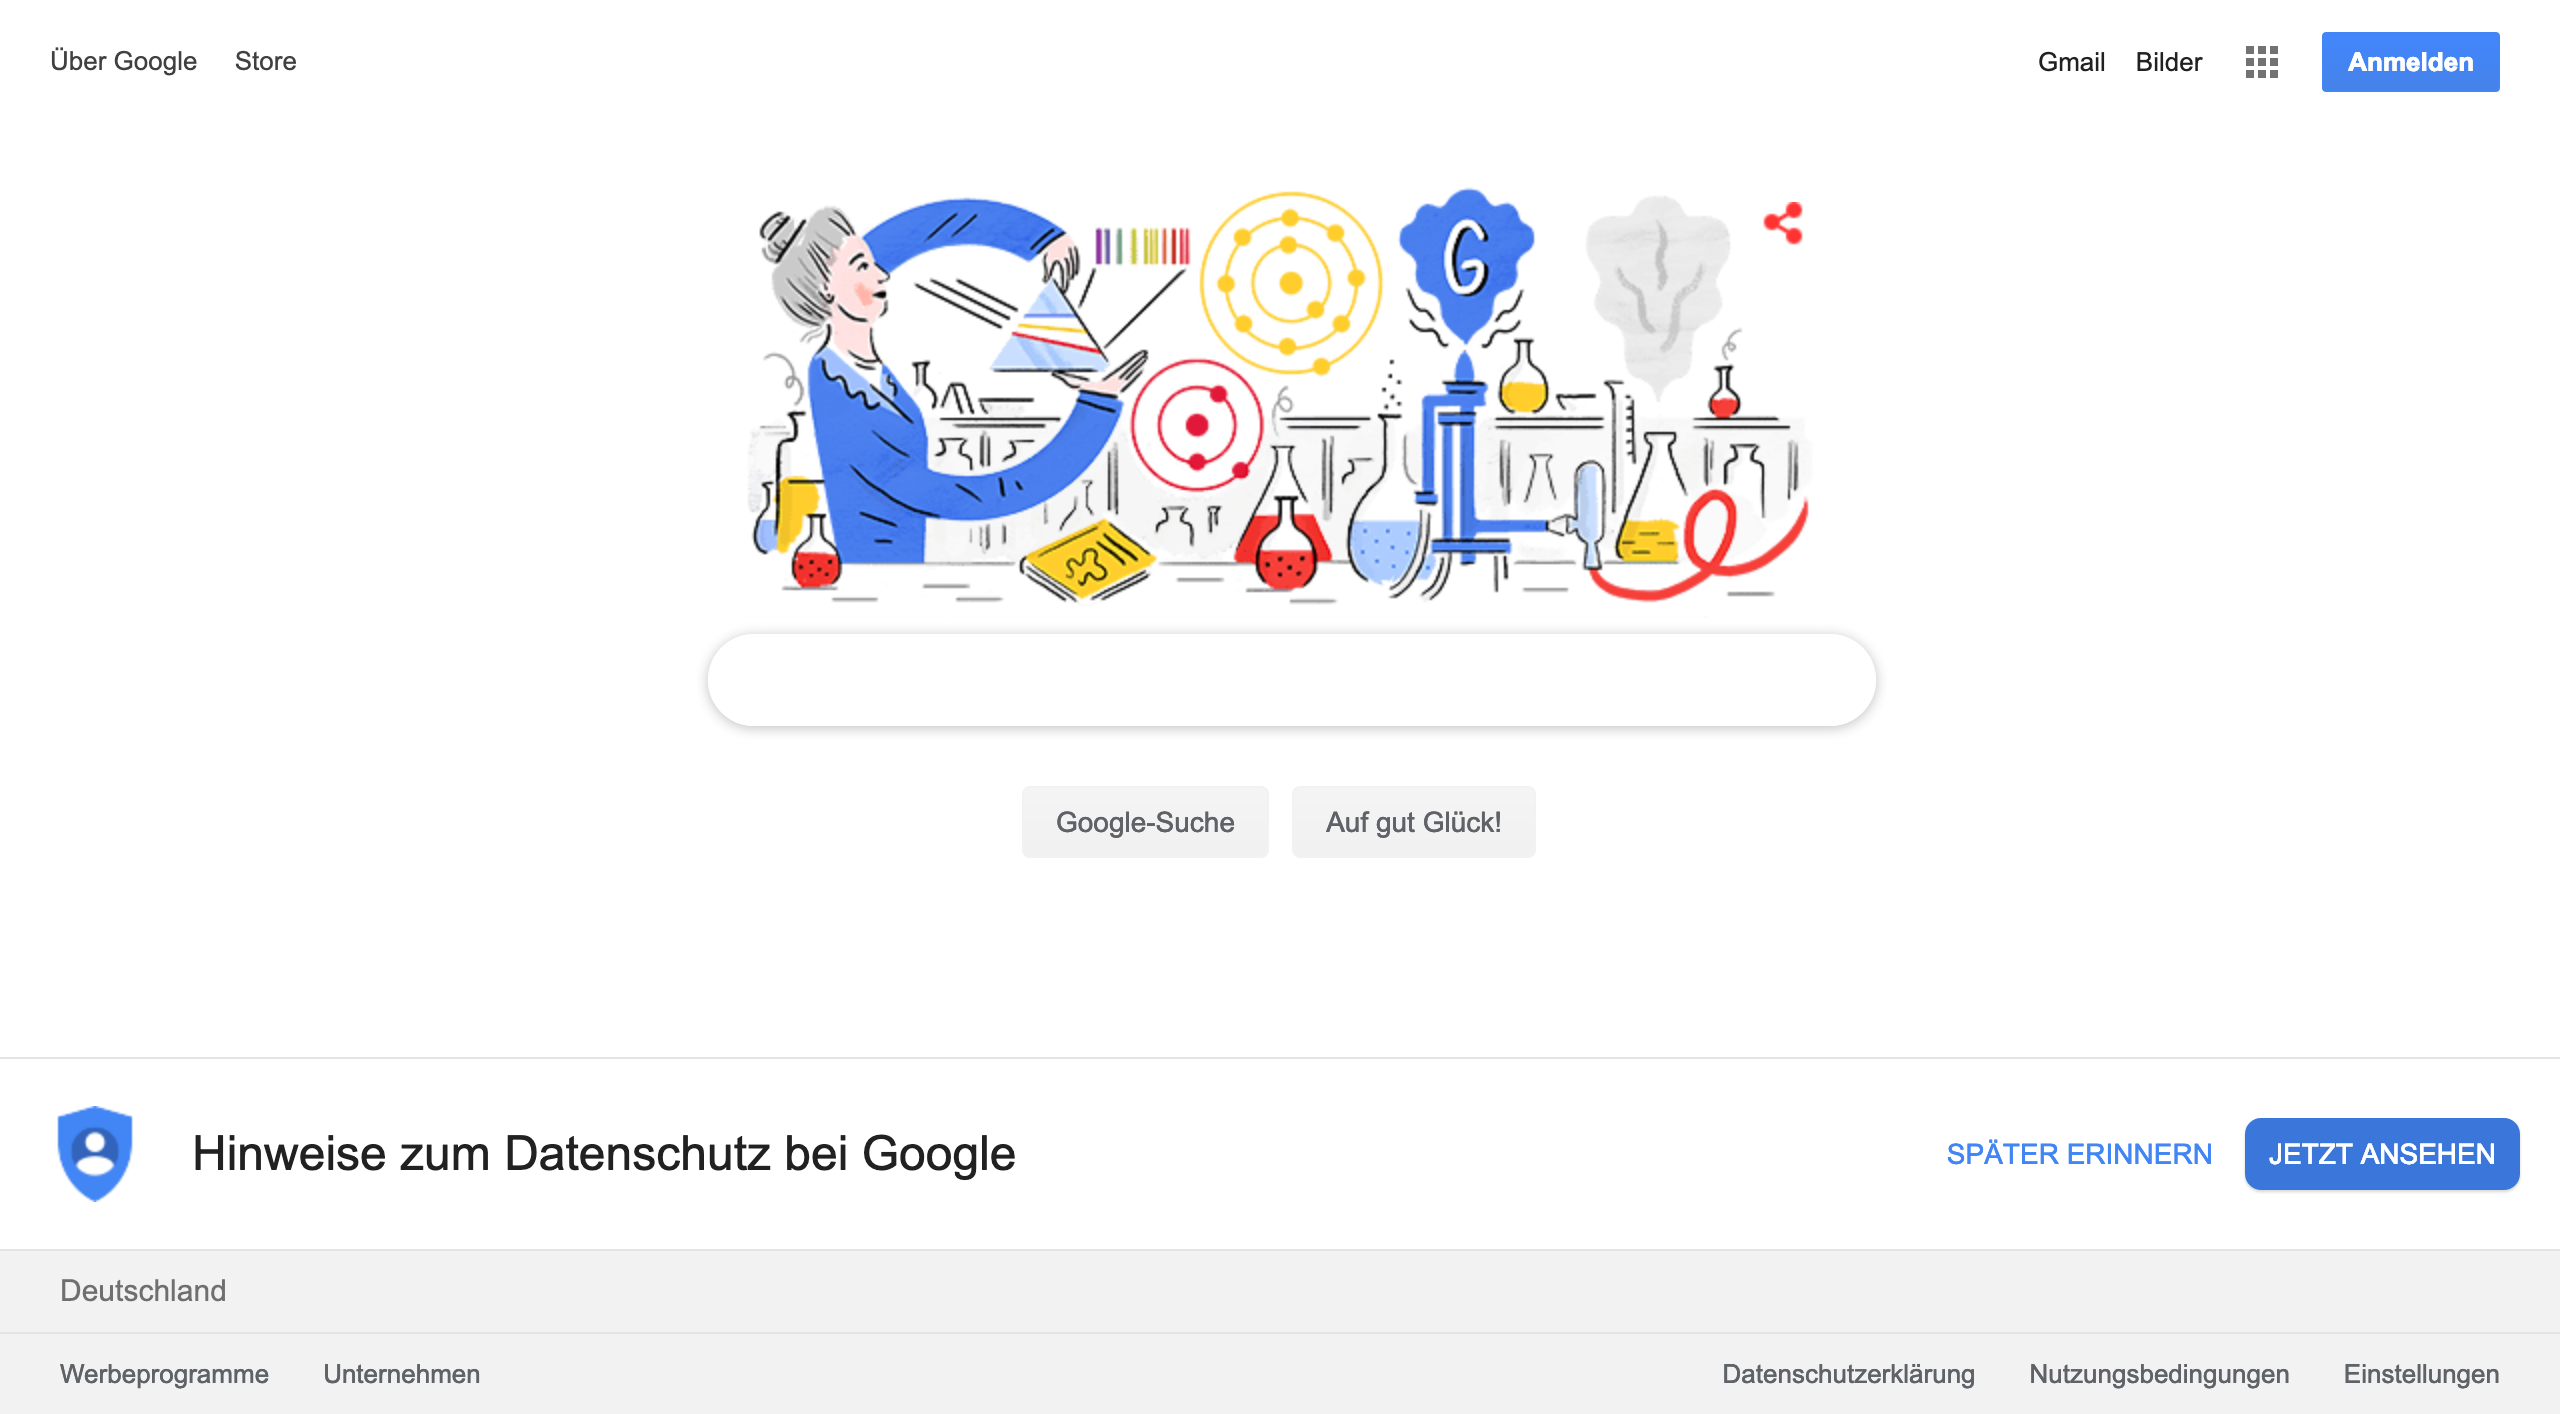 Über Google Store Gmail Bilder Anmelden
G
Google-Suche Auf gut Glück!
Hinweise zum Datenschutz bei Google SPÄTER ERINNERN JETZT ANSEHEN
Deutschland
Werbeprogramme Unternehmen Datenschutzerklärung Nutzungsbedingungen Einstellungen